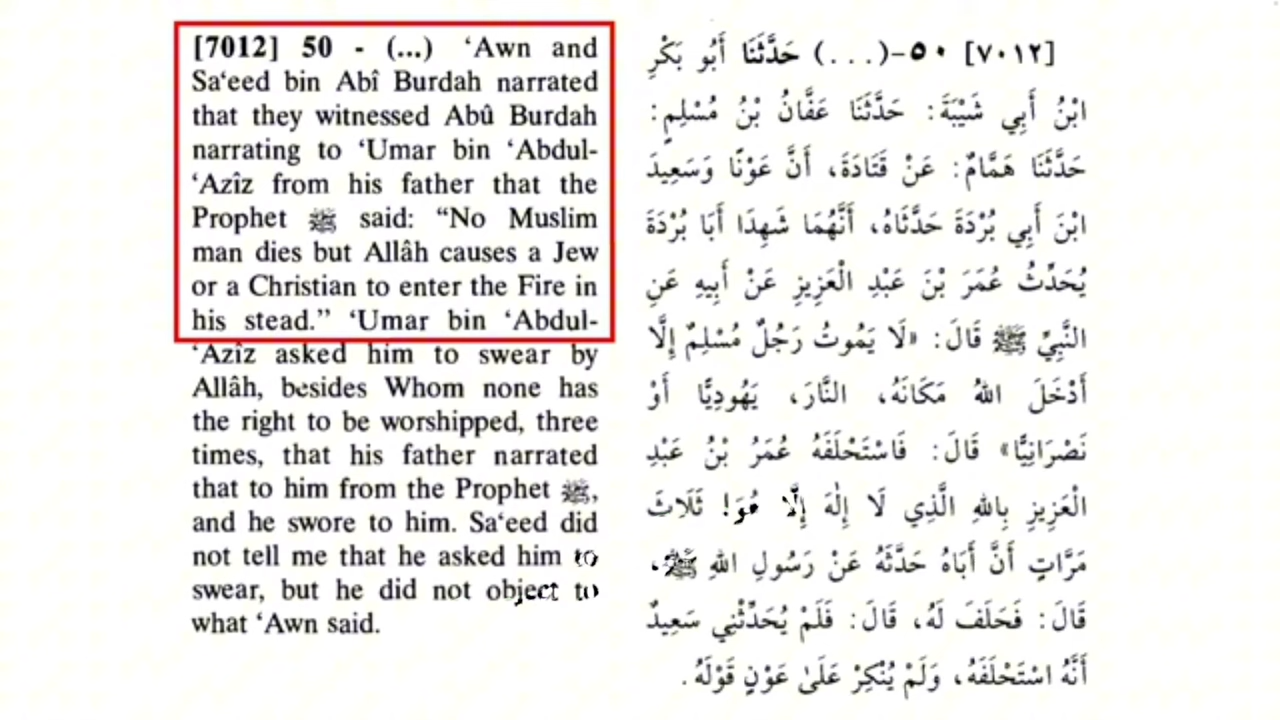 [7012] 50 - (...) ‘Awn and
Sa‘eed bin Abî Burdah narrated
that they witnessed Abû Burdah
narrating to ‘Umar bin ‘Abdul-
‘Azîz from his father that the
Prophet ﷺ said: “No Muslim
man dies but Allâh causes a Jew
or a Christian to enter the Fire in
his stead.” ‘Umar bin ‘Abdul-
‘Azîz asked him to swear by
Allâh, besides Whom none has
the right to be worshipped, three
times, that his father narrated
that to him from the Prophet ﷺ,
and he swore to him. Sa‘eed did
not tell me that he asked him to
swear, but he did not object to
what ‘Awn said.
[٧٠١٢] ٥٠-(...) حَدَّثَنَا أَبُو بَكْرِ
ابْنُ أَبِي شَيْبَةَ: حَدَّثَنَا عَفَّانُ بْنُ مُسْلِمٍ:
حَدَّثَنَا هَمَّامٌ: عَنْ قَتَادَةَ، أَنَّ عَوْنًا وَسَعِيدَ
ابْنَ أَبِي بُرْدَةَ حَدَّثَاهُ، أَنَّهُمَا شَهِدَا أَبَا بُرْدَةَ
يُحَدِّثُ عُمَرَ بْنَ عَبْدِ الْعَزِيزِ عَنْ أَبِيهِ عَنِ
النَّبِيِّ ﷺ قَالَ: «لَا يَمُوتُ رَجُلٌ مُسْلِمٌ إِلَّا
أَدْخَلَ اللهُ مَكَانَهُ، النَّارَ، يَهُودِيًّا أَوْ
نَصْرَانِيًّا» قَالَ: فَاسْتَحْلَفَهُ عُمَرُ بْنُ عَبْدِ
الْعَزِيزِ بِاللهِ الَّذِي لَا إِلٰهَ إِلَّا هُوَ! ثَلَاثَ
مَرَّاتٍ أَنَّ أَبَاهُ حَدَّثَهُ عَنْ رَسُولِ اللهِ ﷺ،
قَالَ: فَحَلَفَ لَهُ، قَالَ: فَلَمْ يُحَدِّثْنِي سَعِيدٌ
أَنَّهُ اسْتَحْلَفَهُ، وَلَمْ يُنْكِرْ عَلَىٰ عَوْنٍ قَوْلَهُ.